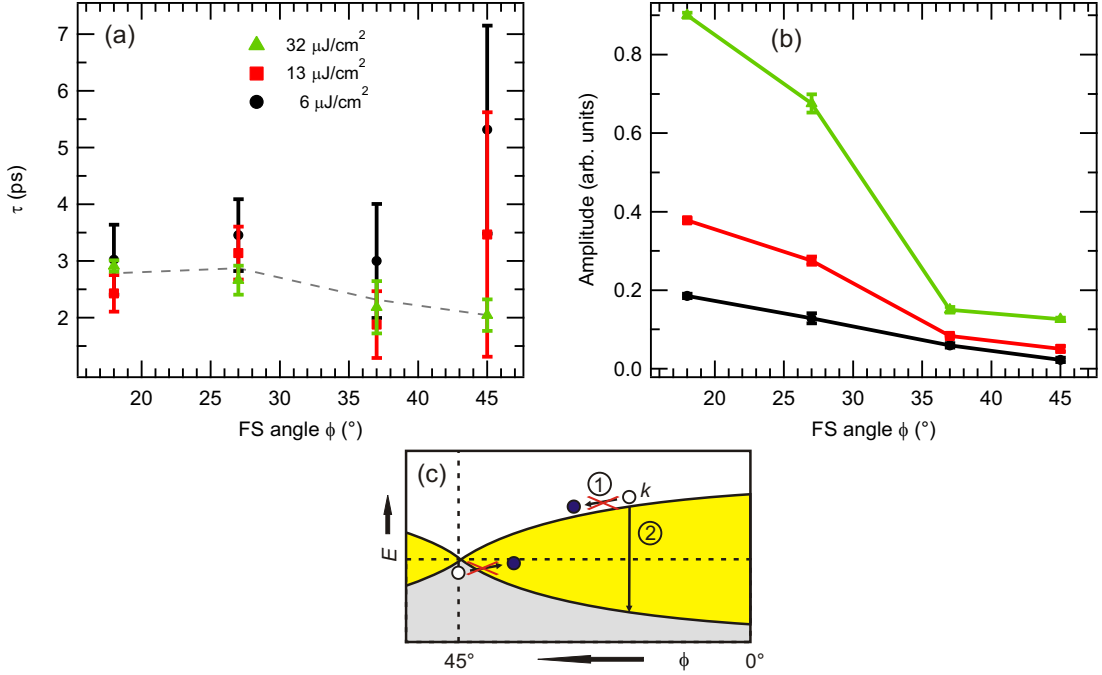 (a)
32 μJ/cm²
13 μJ/cm²
6 μJ/cm²
7
6
5
4
3
2
τ (ps)
20 25 30 35 40 45
FS angle ϕ (°)
(b)
0.8
0.6
0.4
0.2
0.0
Amplitude (arb. units)
20 25 30 35 40 45
FS angle ϕ (°)
(c)
1
k
2
E
45° ϕ 0°